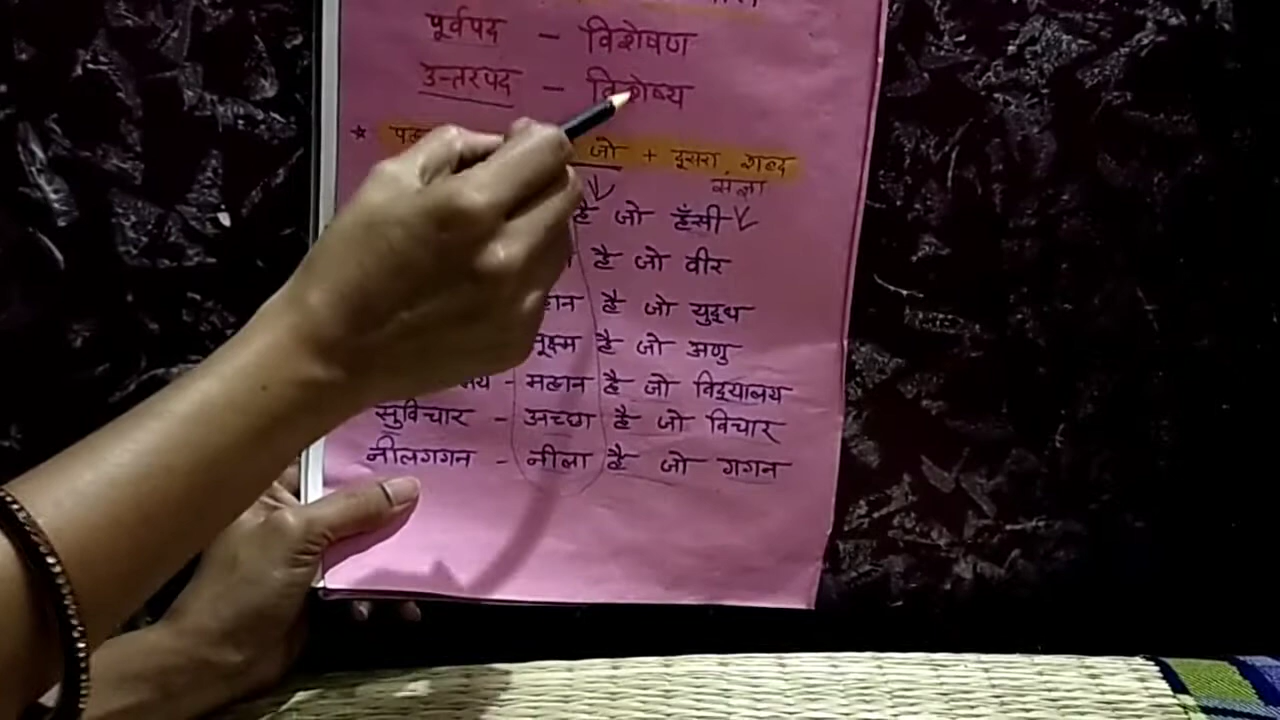 पूर्वपद - विशेषण
उत्तरपद - विशेष्य
* जो + दूसरा शब्द
संज्ञा
है जो हँसी
है जो वीर
है जो युद्ध
सूक्ष्म है जो अणु
- महान है जो विद्यालय
सुविचार - अच्छा है जो विचार
नीलगगन - नीला है जो गगन